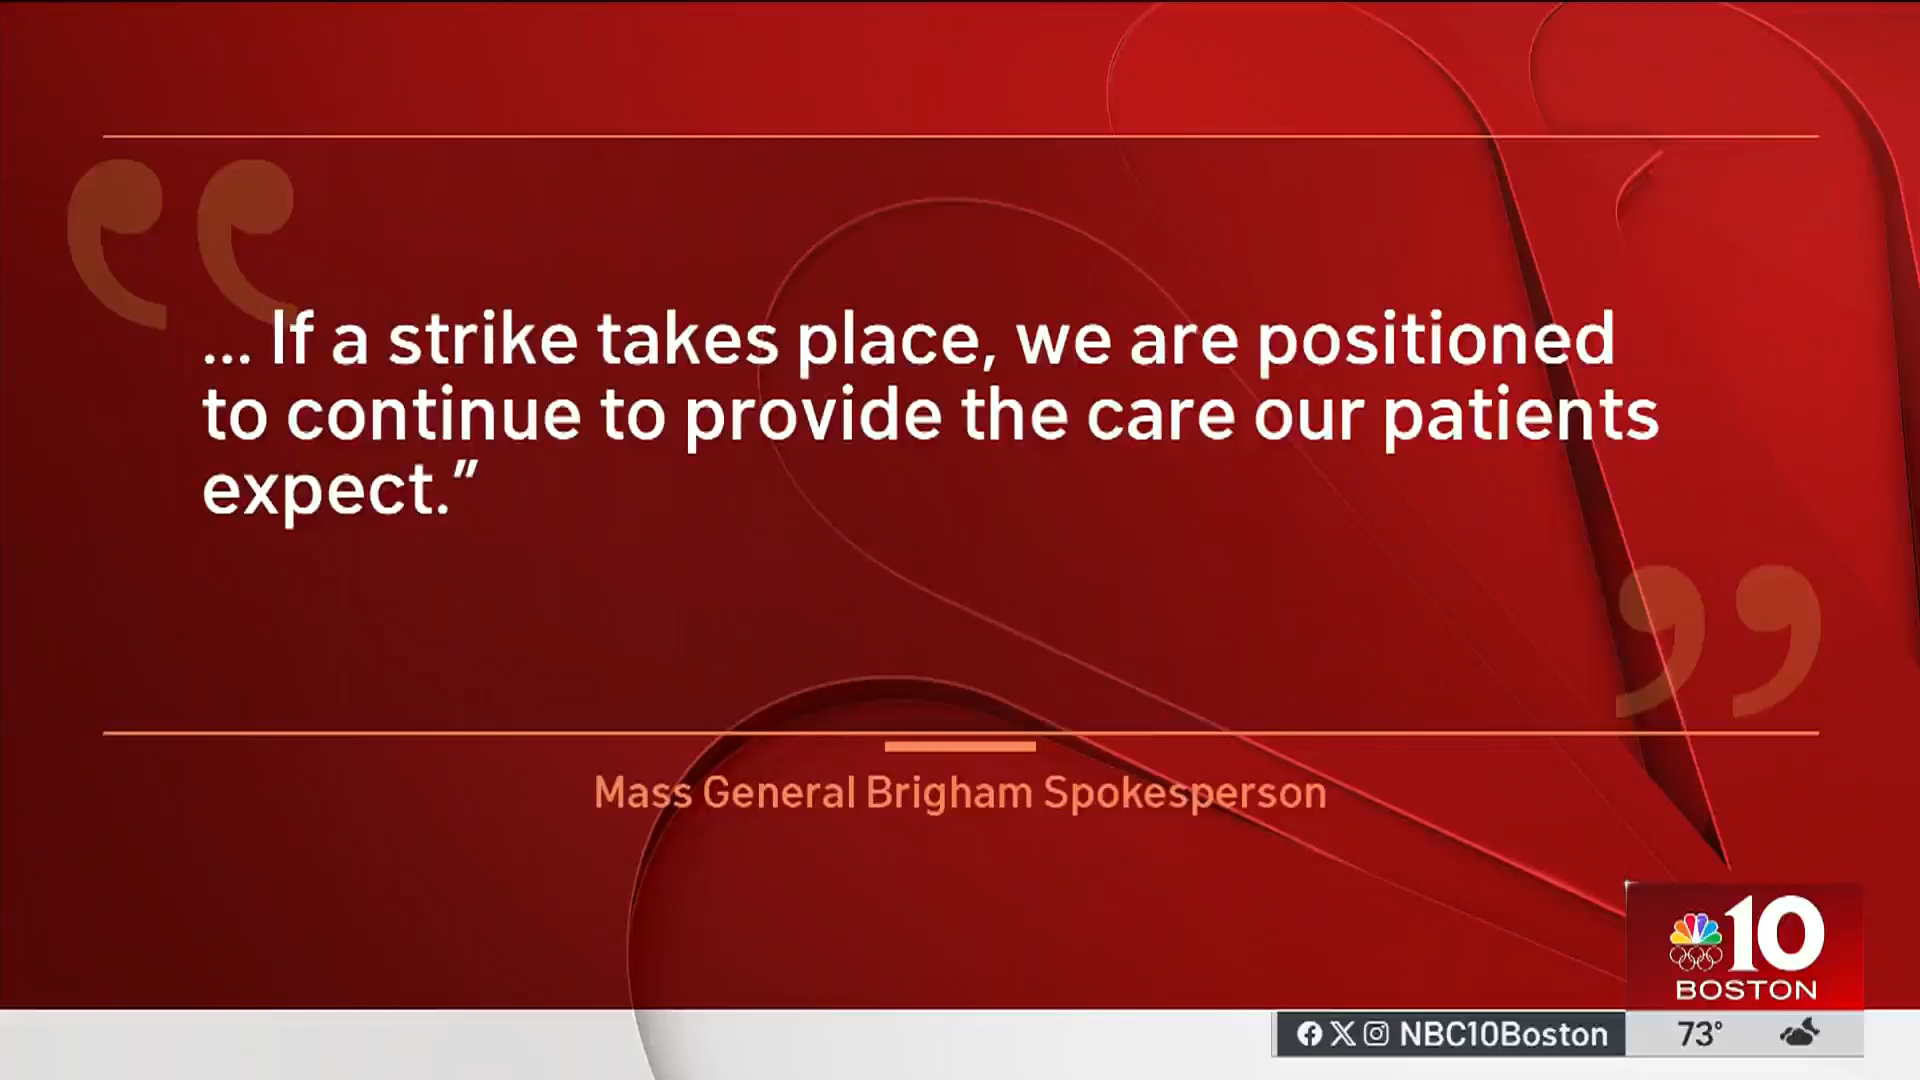 ... If a strike takes place, we are positioned
to continue to provide the care our patients
expect.”
Mass General Brigham Spokesperson
10
BOSTON
NBC10Boston
73°